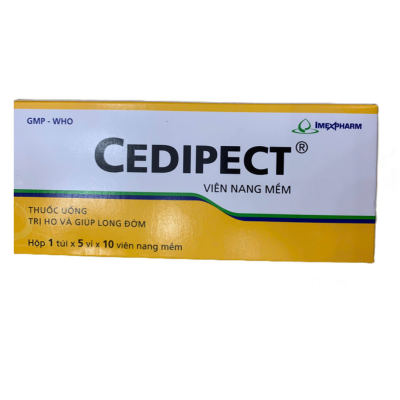 GMP - WHO
IMEXPHARM
CEDIPECT®
VIÊN NANG MỀM
THUỐC UỐNG
TRỊ HO VÀ GIÚP LONG ĐỜM
Hộp 1 túi x 5 vỉ x 10 viên nang mềm